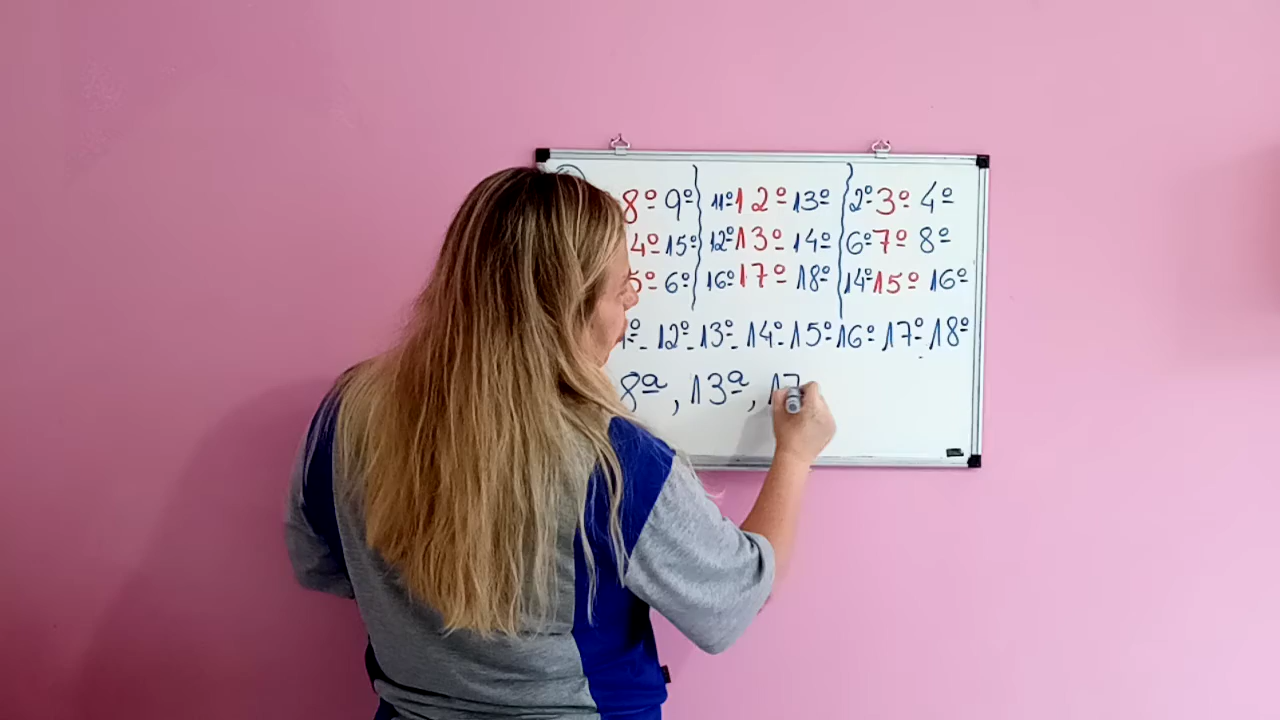 8º 9º 11º 12º 13º 2º 3º 4º
4º 15º 12º 13º 14º 6º 7º 8º
5º 6º 16º 17º 18º 14º 15º 16º
12º - 13º - 14º - 15º - 16º - 17º - 18º
8ª, 13ª, 17